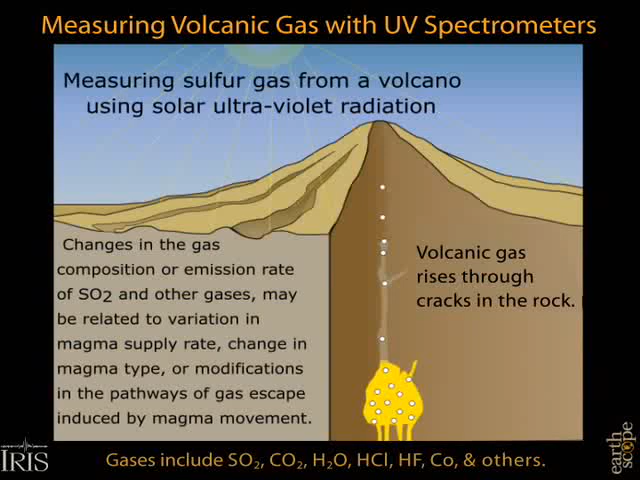 Measuring Volcanic Gas with UV Spectrometers
Measuring sulfur gas from a volcano
using solar ultra-violet radiation
Changes in the gas
composition or emission rate
of SO2 and other gases, may
be related to variation in
magma supply rate, change in
magma type, or modifications
in the pathways of gas escape
induced by magma movement.
Volcanic gas
rises through
cracks in the rock.
IRIS
Gases include SO₂, CO₂, H₂O, HCl, HF, Co, & others.
earth
scope